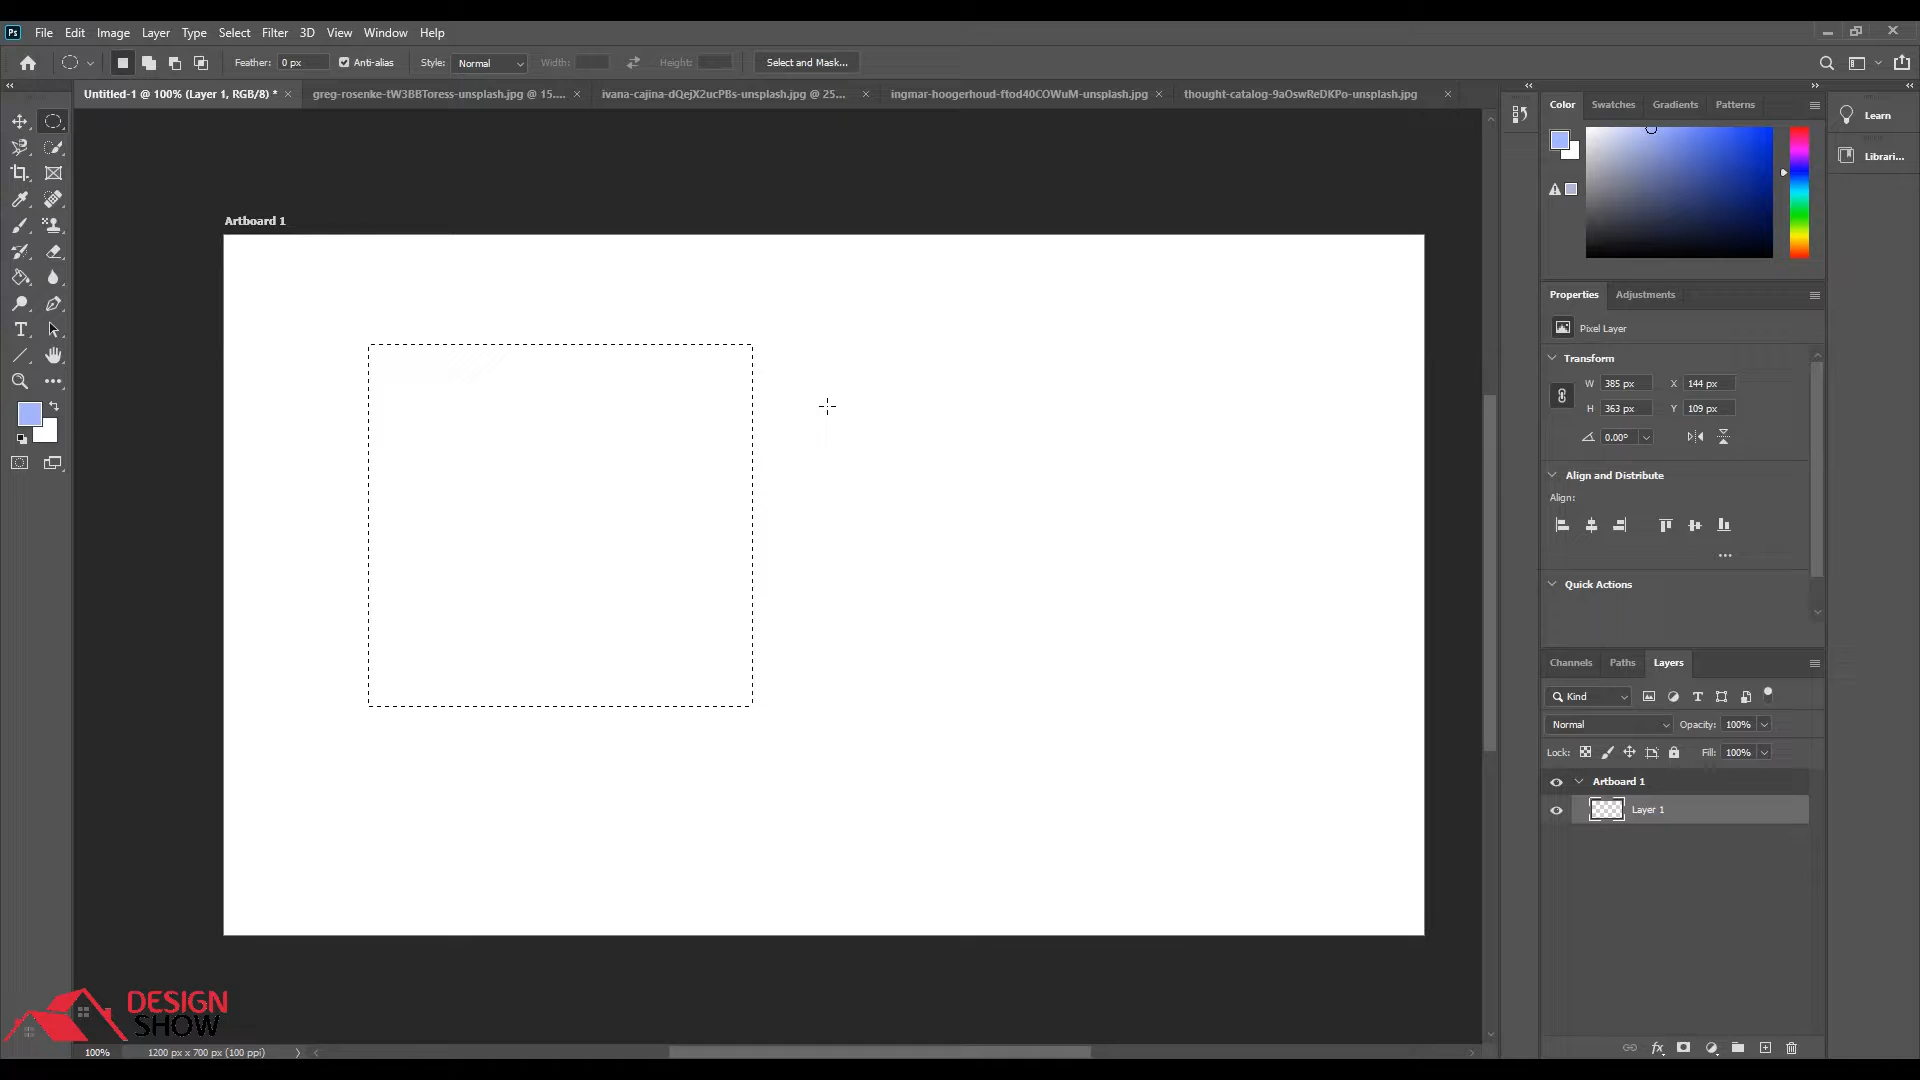 Ps File Edit Image Layer Type Select Filter 3D View Window Help
Feather: 0 px Anti-alias Style: Normal Width: Height: Select and Mask...
Untitled-1 @ 100% (Layer 1, RGB/8) * greg-rosenke-tW3BBToress-unsplash.jpg @ 15.... ivana-cajina-dQejX2ucPBs-unsplash.jpg @ 25... ingmar-hoogerhoud-ftod40COWuM-unsplash.jpg thought-catalog-9aOswReDKPo-unsplash.jpg
Color Swatches Gradients Patterns
Learn
Librari...
Artboard 1
Properties Adjustments
Pixel Layer
Transform
W 385 px X 144 px
H 363 px Y 109 px
0.00°
Align and Distribute
Align:
Quick Actions
Channels Paths Layers
Kind
Normal Opacity: 100%
Lock: Fill: 100%
Artboard 1
Layer 1
DESIGN
SHOW
100% 1200 px x 700 px (100 ppi)
fx